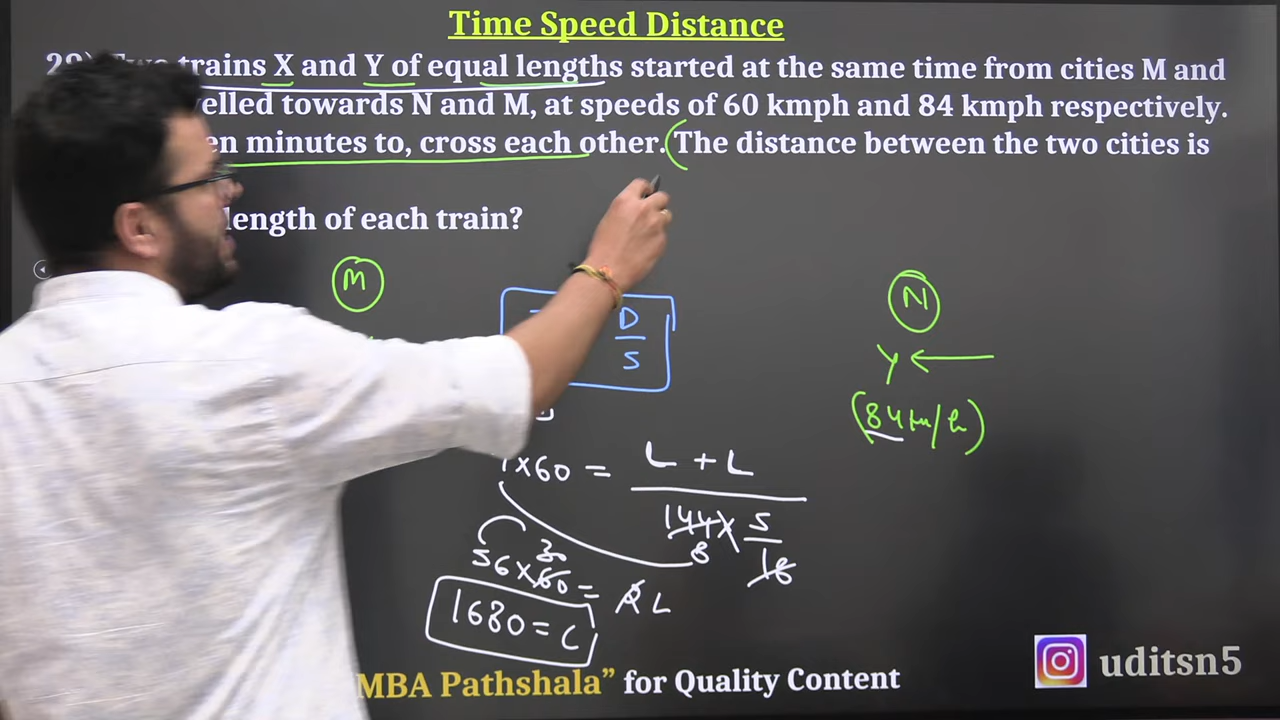 Time Speed Distance
trains X and Y of equal lengths started at the same time from cities M and
towards N and M, at speeds of 60 kmph and 84 kmph respectively.
minutes to, cross each other. (The distance between the two cities is
length of each train?
M
N
D
S
Y ←
(84 km/h)
×60 = L + L
144× 5
8 18
30
56×60 = 2L
1680 = L
MBA Pathshala” for Quality Content
uditsn5